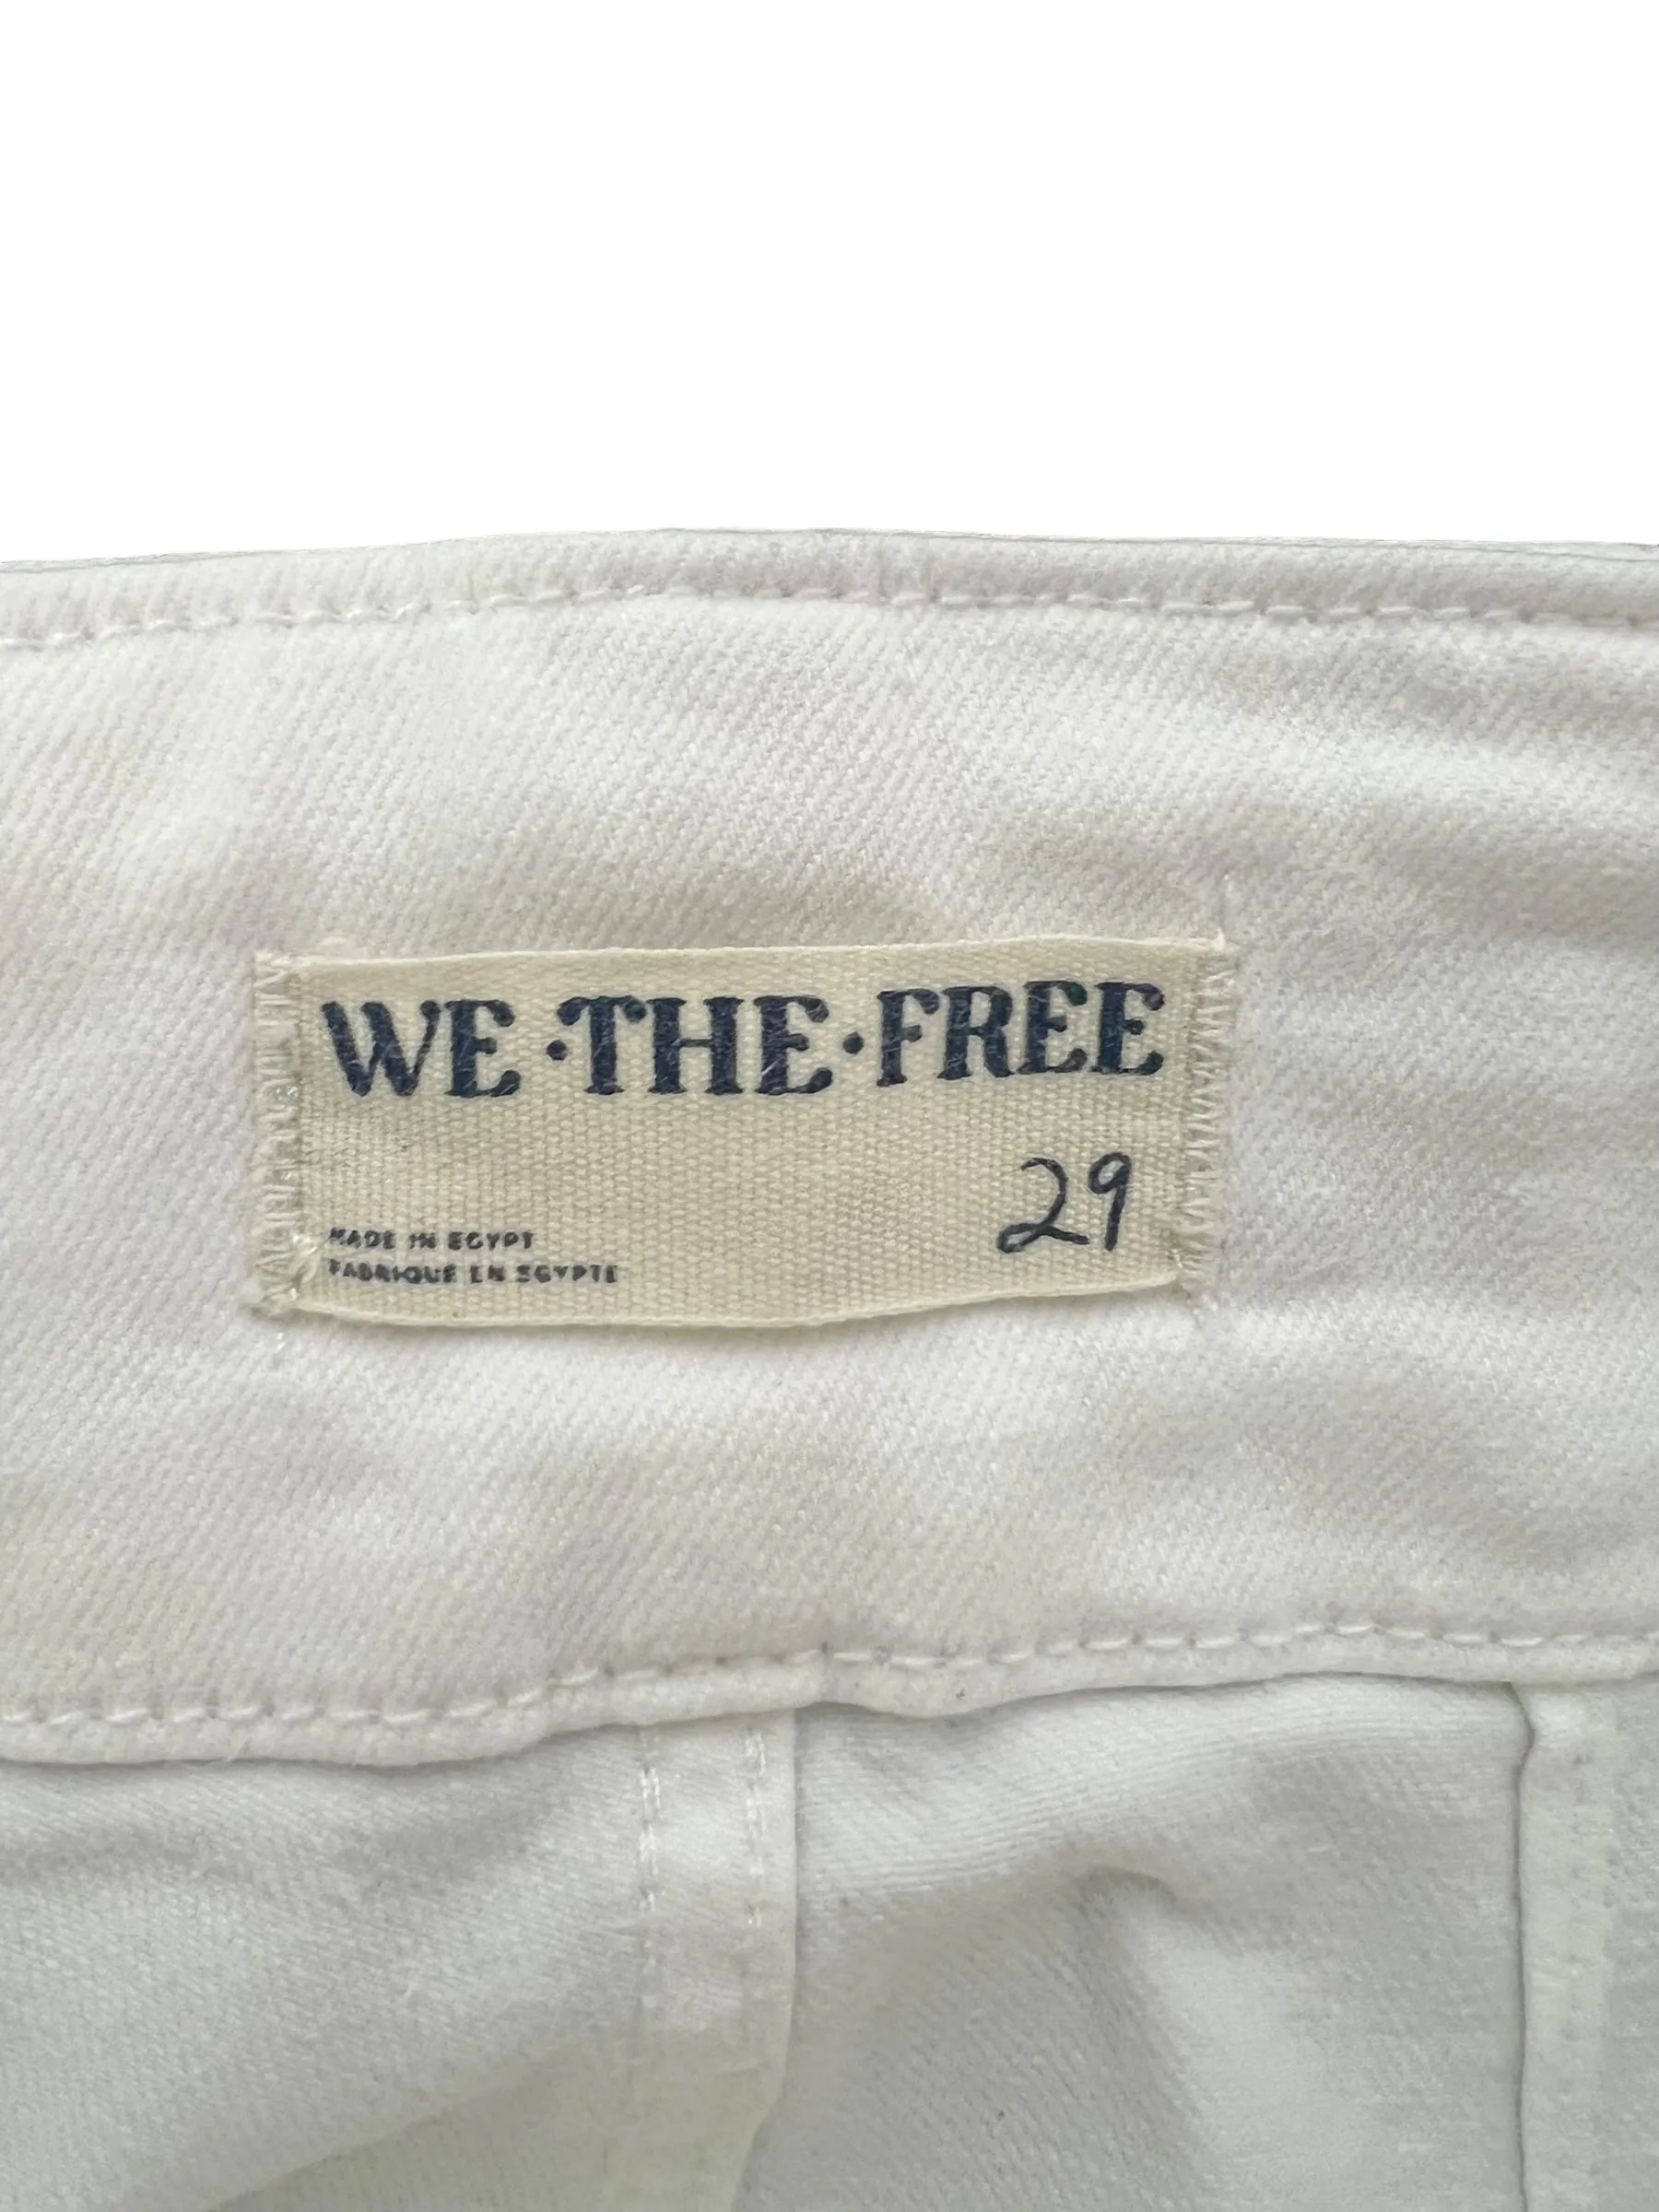 WE·THE·FREE
29
MADE IN EGYPT
FABRIQUE EN EGYPTE